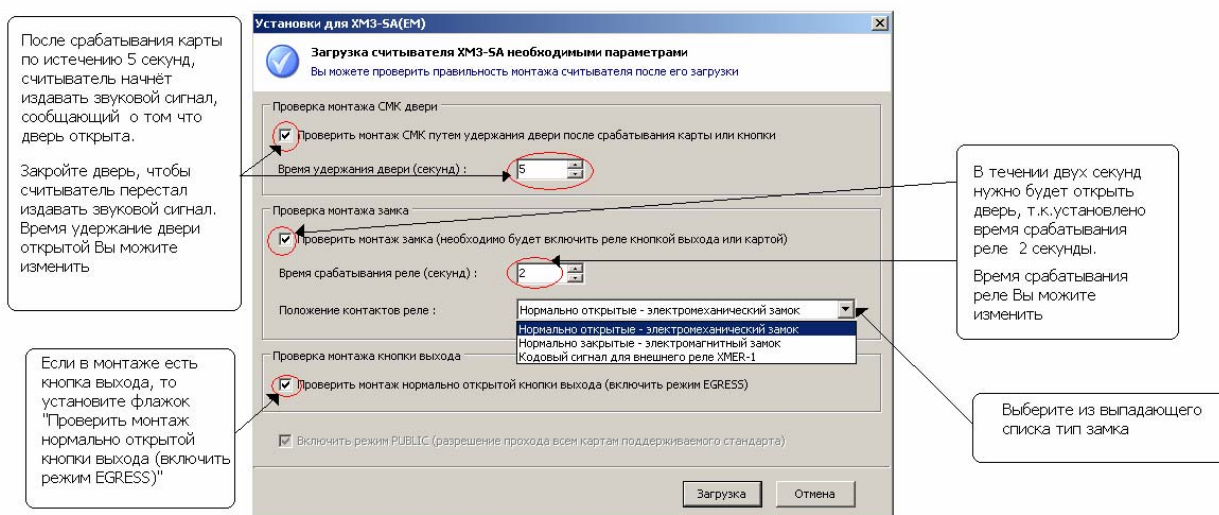 После срабатывания карты
по истечению 5 секунд,
считыватель начнёт
издавать звуковой сигнал,
сообщающий о том что
дверь открыта.
Закройте дверь, чтобы
считыватель перестал
издавать звуковой сигнал.
Время удержание двери
открытой Вы можите
изменить
Если в монтаже есть
кнопка выхода, то
установите флажок
"Проверить монтаж
нормально открытой
кнопки выхода (включить
режим EGRESS)"
Установки для XM3-SA(EM)
Загрузка считывателя XM3-SA необходимыми параметрами
Вы можете проверить правильность монтажа считывателя после его загрузки
Проверка монтажа СМК двери
Проверить монтаж СМК путем удержания двери после срабатывания карты или кнопки
Время удержания двери (секунд) : 5
Проверка монтажа замка
Проверить монтаж замка (необходимо будет включить реле кнопкой выхода или картой)
Время срабатывания реле (секунд) : 2
Положение контактов реле : Нормально открытые - электромеханический замок
Нормально открытые - электромеханический замок
Нормально закрытые - электромагнитный замок
Кодовый сигнал для внешнего реле XMER-1
Проверка монтажа кнопки выхода
Проверить монтаж нормально открытой кнопки выхода (включить режим EGRESS)
Включить режим PUBLIC (разрешение прохода всем картам поддерживаемого стандарта)
Загрузка Отмена
В течении двух секунд
нужно будет открыть
дверь, т.к.установлено
время срабатывания
реле 2 секунды.
Время срабатывания
реле Вы можите
изменить
Выберите из выпадающего
списка тип замка